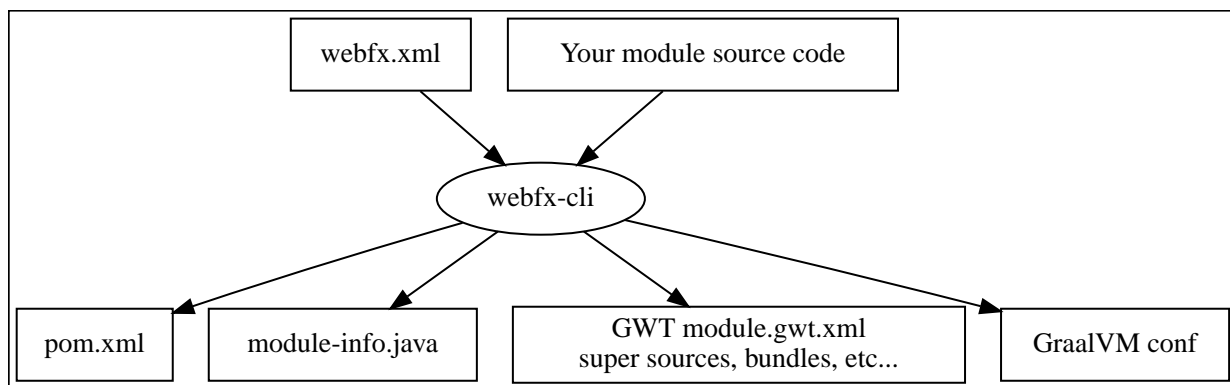 webfx.xml
Your module source code
webfx-cli
pom.xml
module-info.java
GWT module.gwt.xml
super sources, bundles, etc...
GraalVM conf